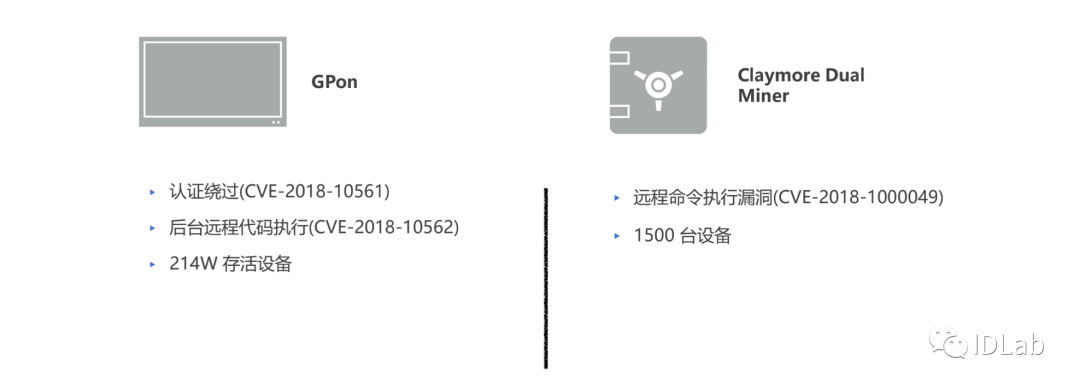 GPon
认证绕过(CVE-2018-10561)
后台远程代码执行(CVE-2018-10562)
214W 存活设备
Claymore Dual
Miner
远程命令执行漏洞(CVE-2018-1000049)
1500 台设备
IDLab